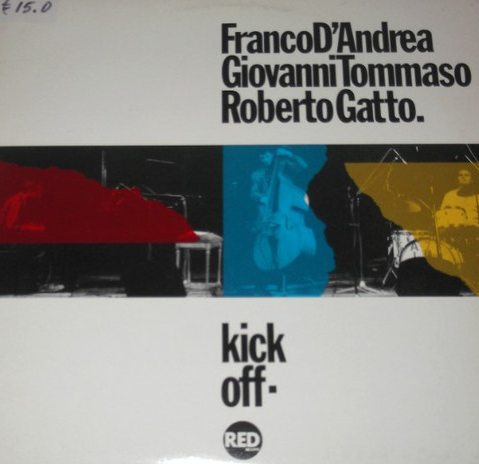 € 15.0
FrancoD'Andrea
GiovanniTommaso
RobertoGatto.
kick
off·
RED